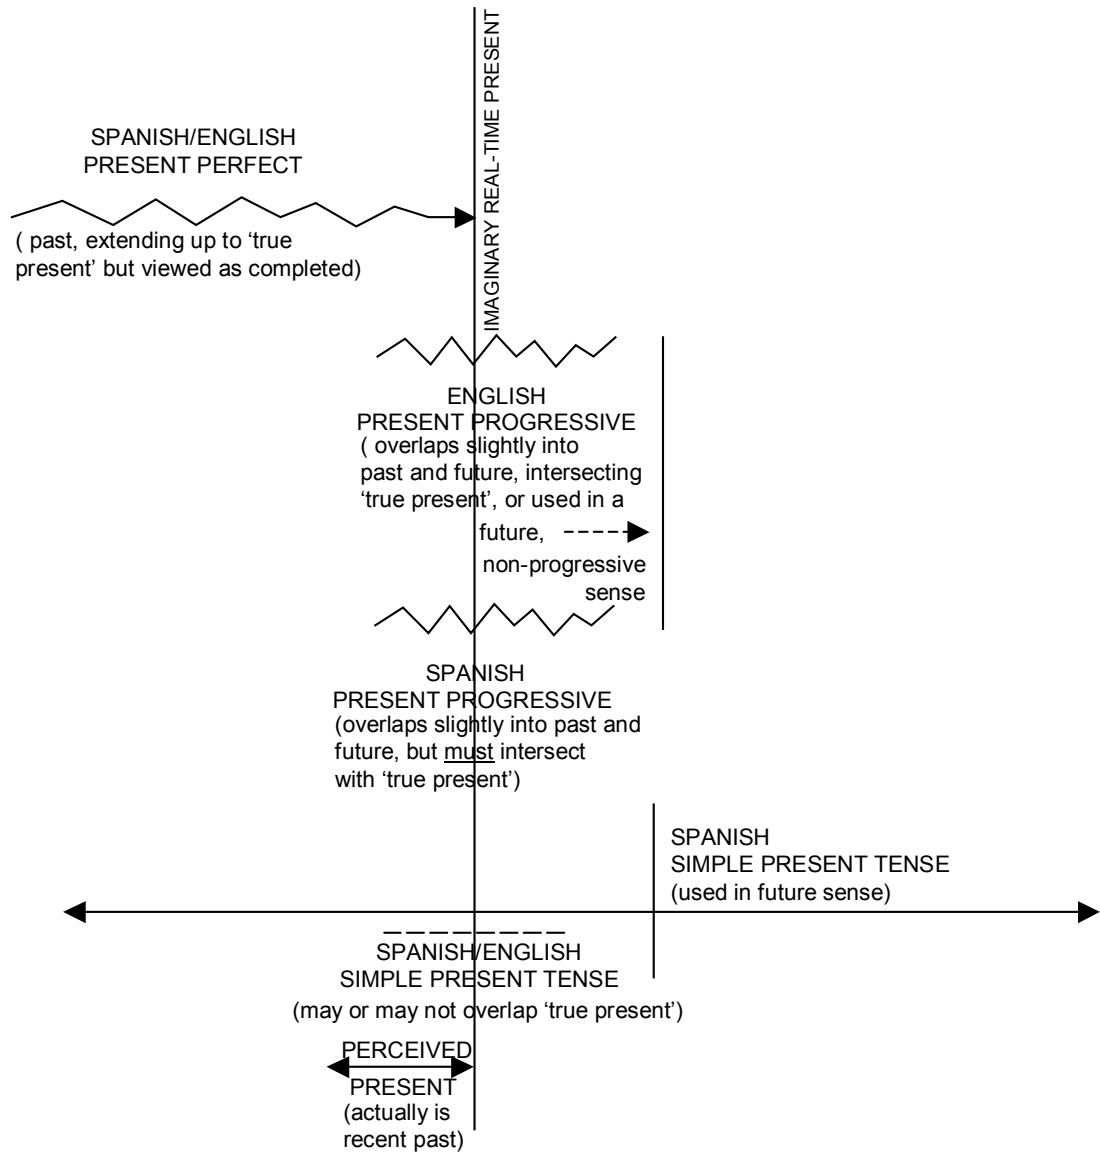 IMAGINARY REAL-TIME PRESENT
SPANISH/ENGLISH
PRESENT PERFECT
( past, extending up to ‘true
present’ but viewed as completed)
ENGLISH
PRESENT PROGRESSIVE
( overlaps slightly into
past and future, intersecting
‘true present’, or used in a
future,
non-progressive
sense
SPANISH
PRESENT PROGRESSIVE
(overlaps slightly into past and
future, but must intersect
with ‘true present’)
SPANISH
SIMPLE PRESENT TENSE
(used in future sense)
SPANISH/ENGLISH
SIMPLE PRESENT TENSE
(may or may not overlap ‘true present’)
PERCEIVED
PRESENT
(actually is
recent past)